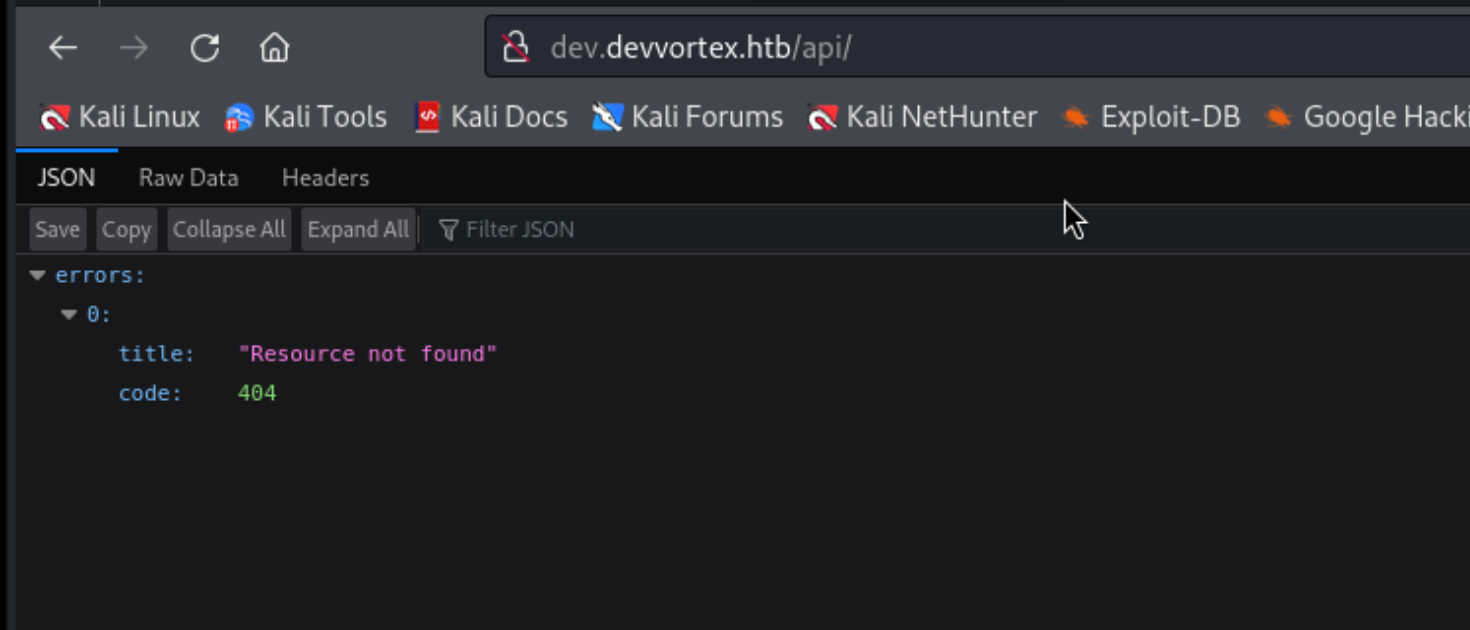 dev.devvortex.htb/api/
Kali Linux Kali Tools Kali Docs Kali Forums Kali NetHunter Exploit-DB Google Hacki
JSON Raw Data Headers
Save Copy Collapse All Expand All Filter JSON
errors:
0:
title: "Resource not found"
code: 404